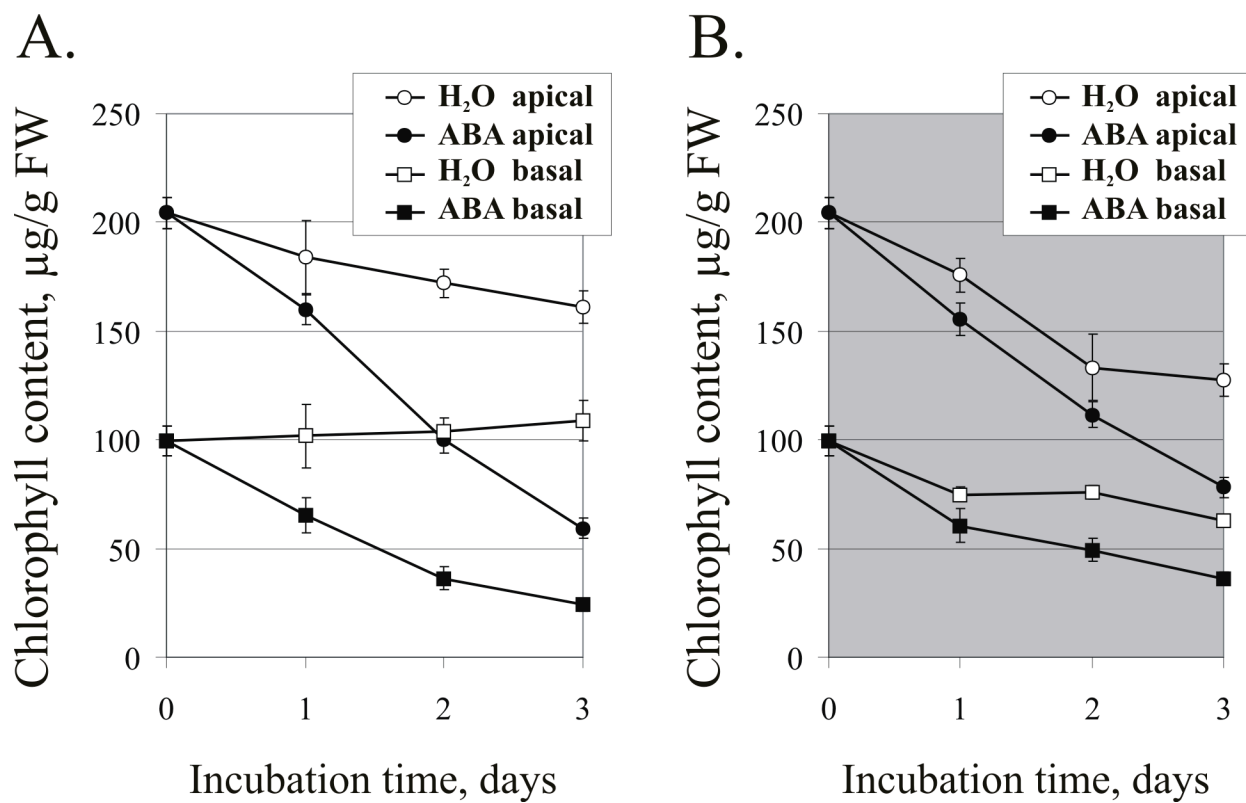 A.
H₂O apical
ABA apical
H₂O basal
ABA basal
Chlorophyll content, µg/g FW
250
200
150
100
50
0
0 1 2 3
Incubation time, days
B.
H₂O apical
ABA apical
H₂O basal
ABA basal
Chlorophyll content, µg/g FW
250
200
150
100
50
0
0 1 2 3
Incubation time, days